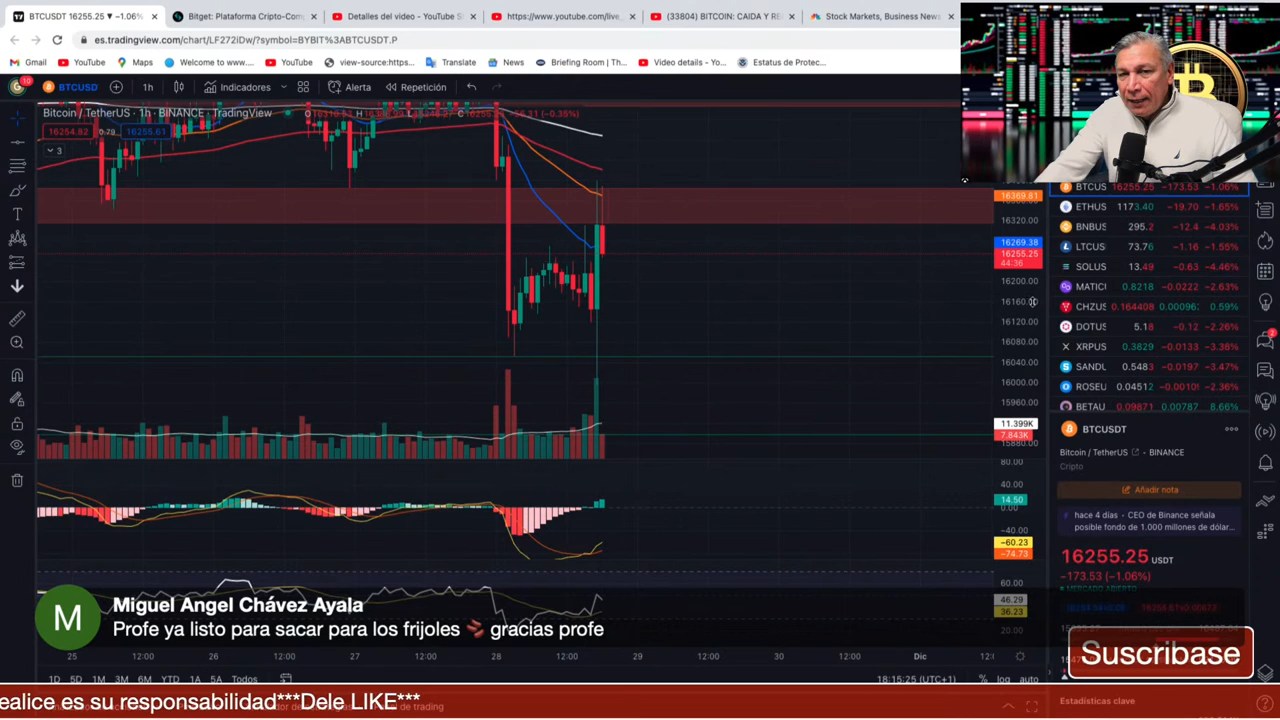 BTCUSDT 16255.25 ▼ −1.06%
Bitget: Plataforma Cripto-Com
Detalles del video - YouTube S
https://www.youtube.com/live_
(33804) BITCOIN: CAIDA Y RE
Stock Markets, Business News
es.tradingview.com/chart/LF272iDw/?symbol=BYBIT%3ABTCUSDT.P
Gmail
YouTube
Maps
Welcome to www....
YouTube
view-source:https...
Translate
News
Briefing Room | Th...
Video details - Yo...
Estatus de Protec...
10
BTCUSD
1h
Indicadores
Alerta
Repetición
Bitcoin / TetherUS · 1h · BINANCE · TradingView
16254.82
0.79
16255.61
3
16369.81
16320.00
16269.38
16255.25
44:36
16200.00
16160.00
16120.00
16080.00
16040.00
16000.00
15960.00
11.399K
7.843K
15880.00
80.00
40.00
14.50
0.00
−40.00
−60.23
−74.73
60.00
46.29
36.23
20.00
BTCUS 16255.25 −173.53 −1.06%
ETHUS 1173.40 −19.70 −1.65%
BNBUS 295.2 −12.4 −4.03%
LTCUS 73.76 −1.16 −1.55%
SOLUS 13.49 −0.63 −4.46%
MATIC 0.8218 −0.0222 −2.63%
CHZUS 0.164408 0.00096 0.59%
DOTUS 5.18 −0.12 −2.26%
XRPUS 0.3829 −0.0133 −3.38%
SANDU 0.5483 −0.0197 −3.47%
ROSEU 0.04512 −0.00109 −2.36%
BETAU 0.09871 0.00787 8.66%
BTCUSDT
Bitcoin / TetherUS BINANCE
Cripto
Añadir nota
hace 4 días · CEO de Binance señala
posible fondo de 1.000 millones de dólar...
16255.25 USDT
−173.53 (−1.06%)
M
Miguel Angel Chávez Ayala
Profe ya listo para sacar para los frijoles gracias profe
Suscribase
25
12:00
26
12:00
27
12:00
28
12:00
29
12:00
30
12:00
Dic
1D 5D 1M 3M 6M YTD 1A 5A Todos
18:15:25 (UTC+1)
% log auto
ealice es su responsabilidad***Dele LIKE***
Estadísticas clave